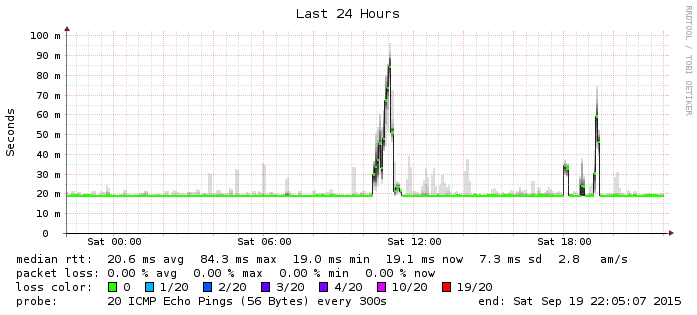 Last 24 Hours
RRDTOOL / TOBI OETIKER
Seconds
100 m
90 m
80 m
70 m
60 m
50 m
40 m
30 m
20 m
10 m
0
Sat 00:00 Sat 06:00 Sat 12:00 Sat 18:00
median rtt: 20.6 ms avg 84.3 ms max 19.0 ms min 19.1 ms now 7.3 ms sd 2.8 am/s
packet loss: 0.00 % avg 0.00 % max 0.00 % min 0.00 % now
loss color: 0 1/20 2/20 3/20 4/20 10/20 19/20
probe: 20 ICMP Echo Pings (56 Bytes) every 300s end: Sat Sep 19 22:05:07 2015